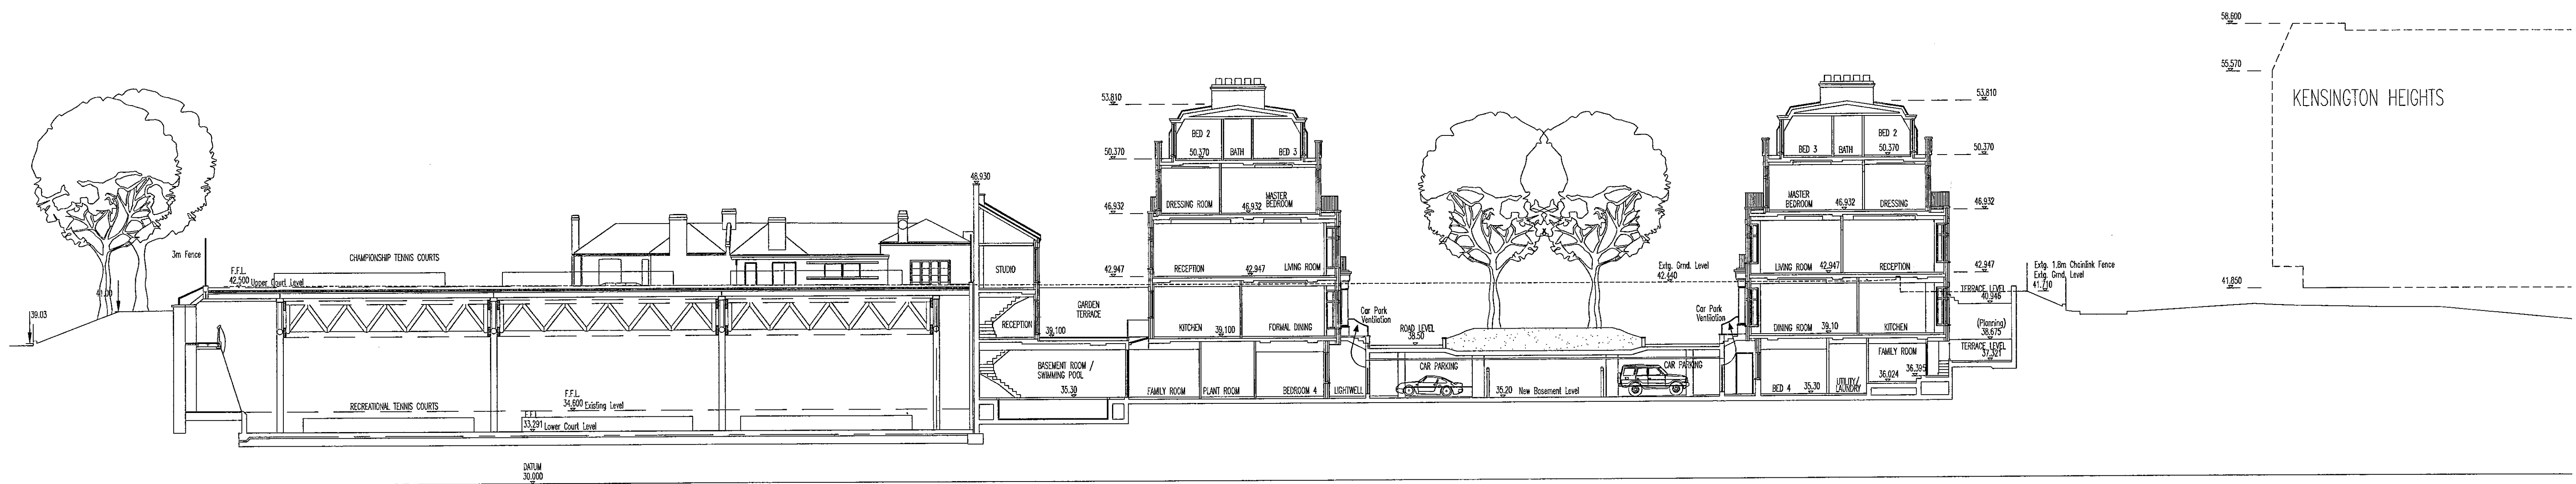 58.600
55.570
KENSINGTON HEIGHTS
53.810
53.810
BED 2
50.370
50.370
BATH
BED 3
BED 2
50.370
50.370
BED 3
BATH
48.930
MASTER
BEDROOM
DRESSING ROOM
46.932
46.932
MASTER
BEDROOM
46.932
DRESSING
46.932
3m Fence
CHAMPIONSHIP TENNIS COURTS
F.F.L.
42.500 Upper Court Level
41.00
39.03
STUDIO
42.947
RECEPTION
42.947
LIVING ROOM
Extg. Grnd. Level
42.440
LIVING ROOM
42.947
RECEPTION
42.947
Extg. 1.8m Chainlink Fence
Extg. Grnd. Level
41.710
41.850
TERRACE LEVEL
40.946
GARDEN
TERRACE
RECEPTION
39.100
KITCHEN
39.100
FORMAL DINING
Car Park
Ventilation
ROAD LEVEL
38.50
Car Park
Ventilation
DINING ROOM
39.10
KITCHEN
(Planning)
38.675
TERRACE LEVEL
37.321
BASEMENT ROOM /
SWIMMING POOL
35.30
FAMILY ROOM
PLANT ROOM
BEDROOM 4
LIGHTWELL
CAR PARKING
35.20
New Basement Level
CAR PARKING
BED 4
35.30
UTILITY/
LAUNDRY
FAMILY ROOM
36.024
36.395
RECREATIONAL TENNIS COURTS
F.F.L.
34.600 Existing Level
F.F.L.
33.291 Lower Court Level
DATUM
30.000